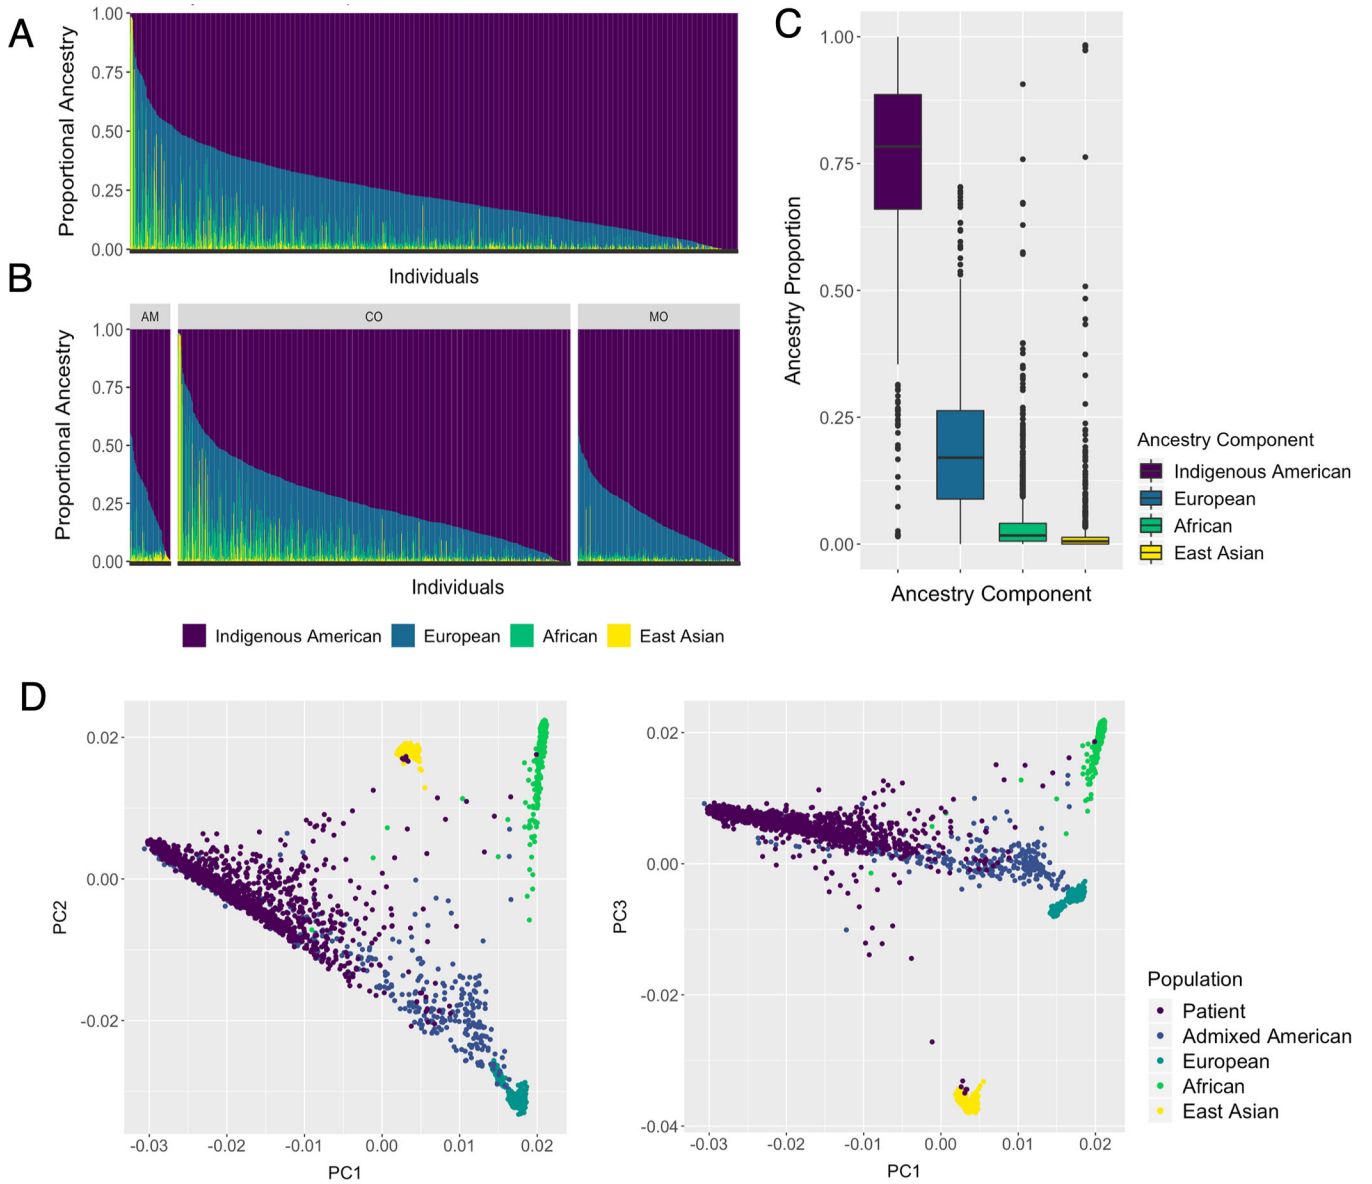 A
1.00
0.75
0.50
0.25
0.00
Proportional Ancestry
Individuals
B
AM
CO
MO
1.00
0.75
0.50
0.25
0.00
Proportional Ancestry
Individuals
Indigenous American
European
African
East Asian
C
1.00
0.75
0.50
0.25
0.00
Ancestry Proportion
Ancestry Component
Ancestry Component
Indigenous American
European
African
East Asian
D
0.02
0.00
-0.02
PC2
-0.03 -0.02 -0.01 0.00 0.01 0.02
PC1
0.02
0.00
-0.02
-0.04
PC3
-0.03 -0.02 -0.01 0.00 0.01 0.02
PC1
Population
Patient
Admixed American
European
African
East Asian